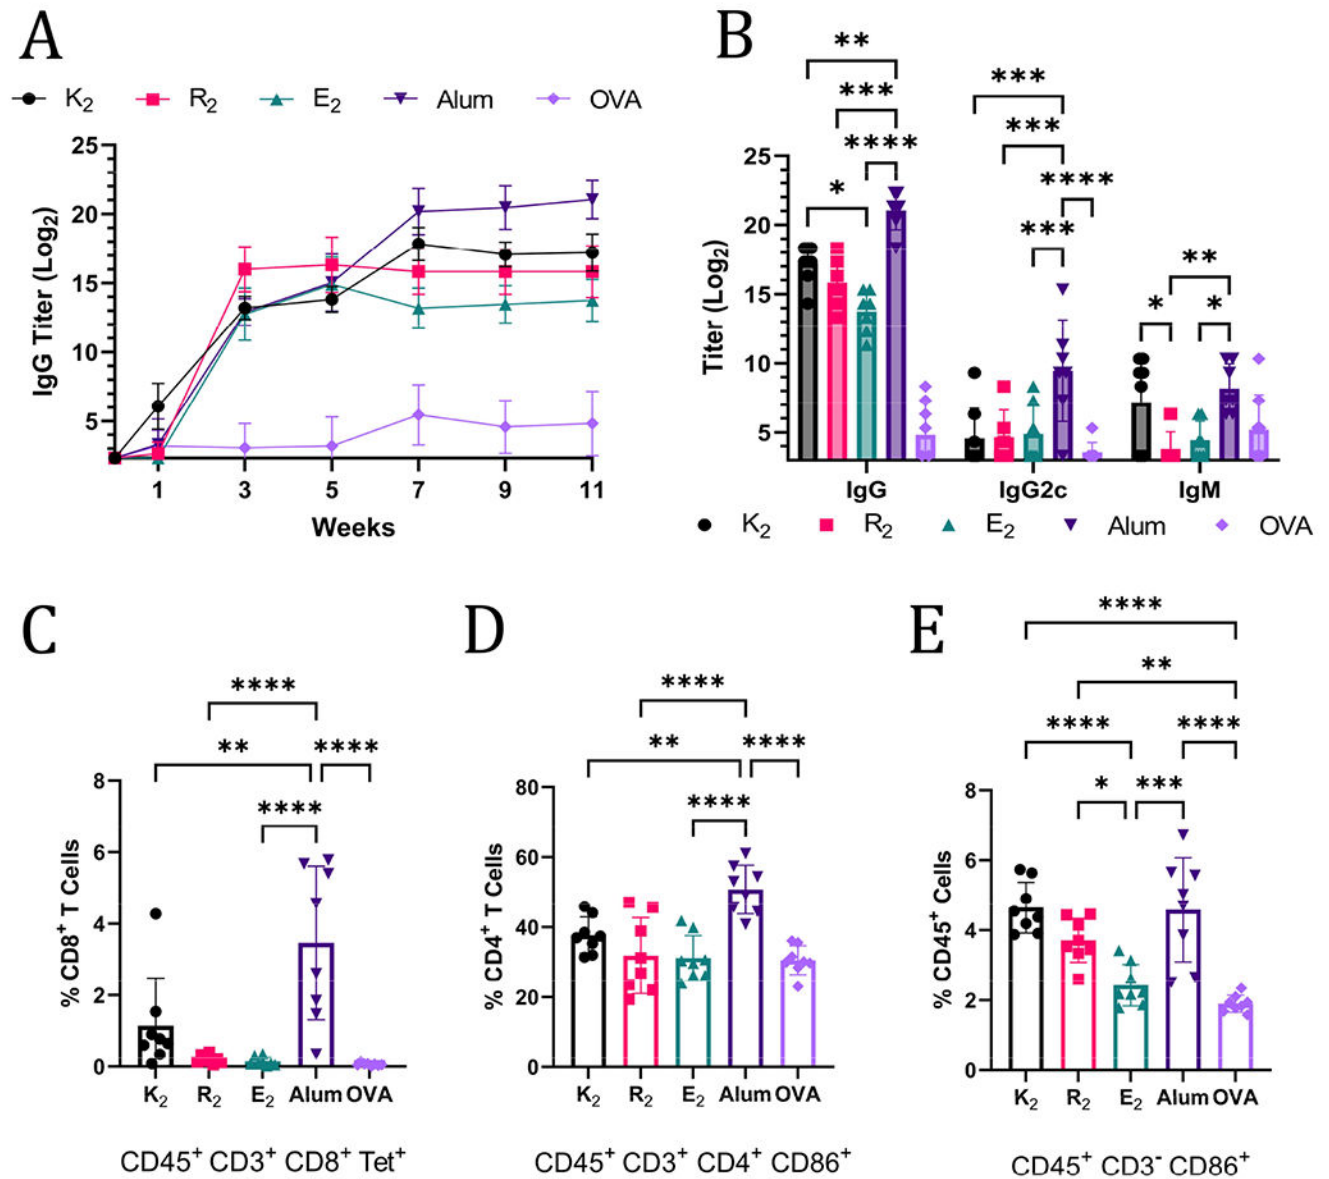 A
K2 R2 E2 Alum OVA
IgG Titer (Log2)
25
20
15
10
5
1 3 5 7 9 11
Weeks
B
**
***
****
*
***
***
****
***
**
* *
Titer (Log2)
25
20
15
10
5
IgG IgG2c IgM
K2 R2 E2 Alum OVA
C
****
** ****
****
% CD8+ T Cells
8
6
4
2
0
K2 R2 E2 Alum OVA
CD45+ CD3+ CD8+ Tet+
D
****
** ****
****
% CD4+ T Cells
80
60
40
20
0
K2 R2 E2 Alum OVA
CD45+ CD3+ CD4+ CD86+
E
****
**
**** ****
* ***
% CD45+ Cells
8
6
4
2
0
K2 R2 E2 Alum OVA
CD45+ CD3- CD86+